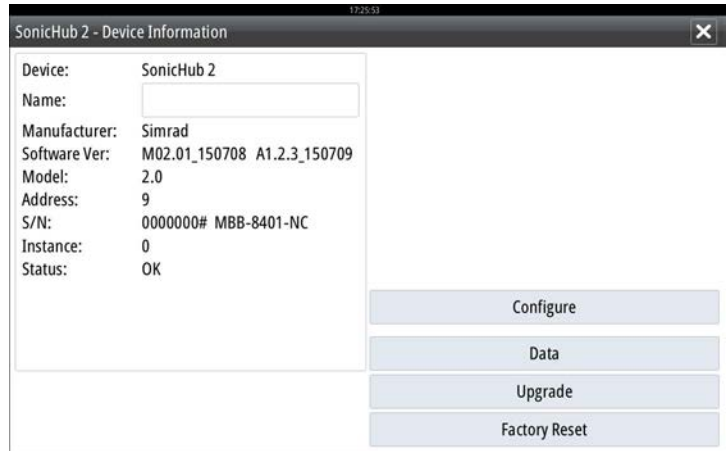 17:25:53
SonicHub 2 - Device Information
Device: SonicHub 2
Name:
Manufacturer: Simrad
Software Ver: M02.01_150708 A1.2.3_150709
Model: 2.0
Address: 9
S/N: 0000000# MBB-8401-NC
Instance: 0
Status: OK
Configure
Data
Upgrade
Factory Reset